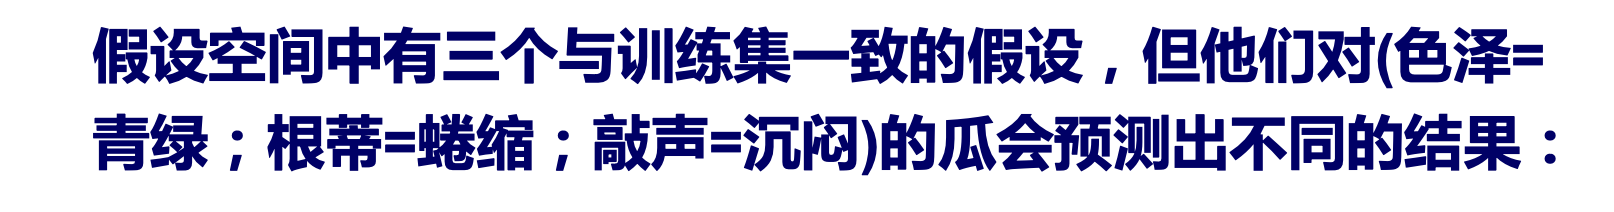 假设空间中有三个与训练集一致的假设，但他们对(色泽=
青绿；根蒂=蜷缩；敲声=沉闷)的瓜会预测出不同的结果：